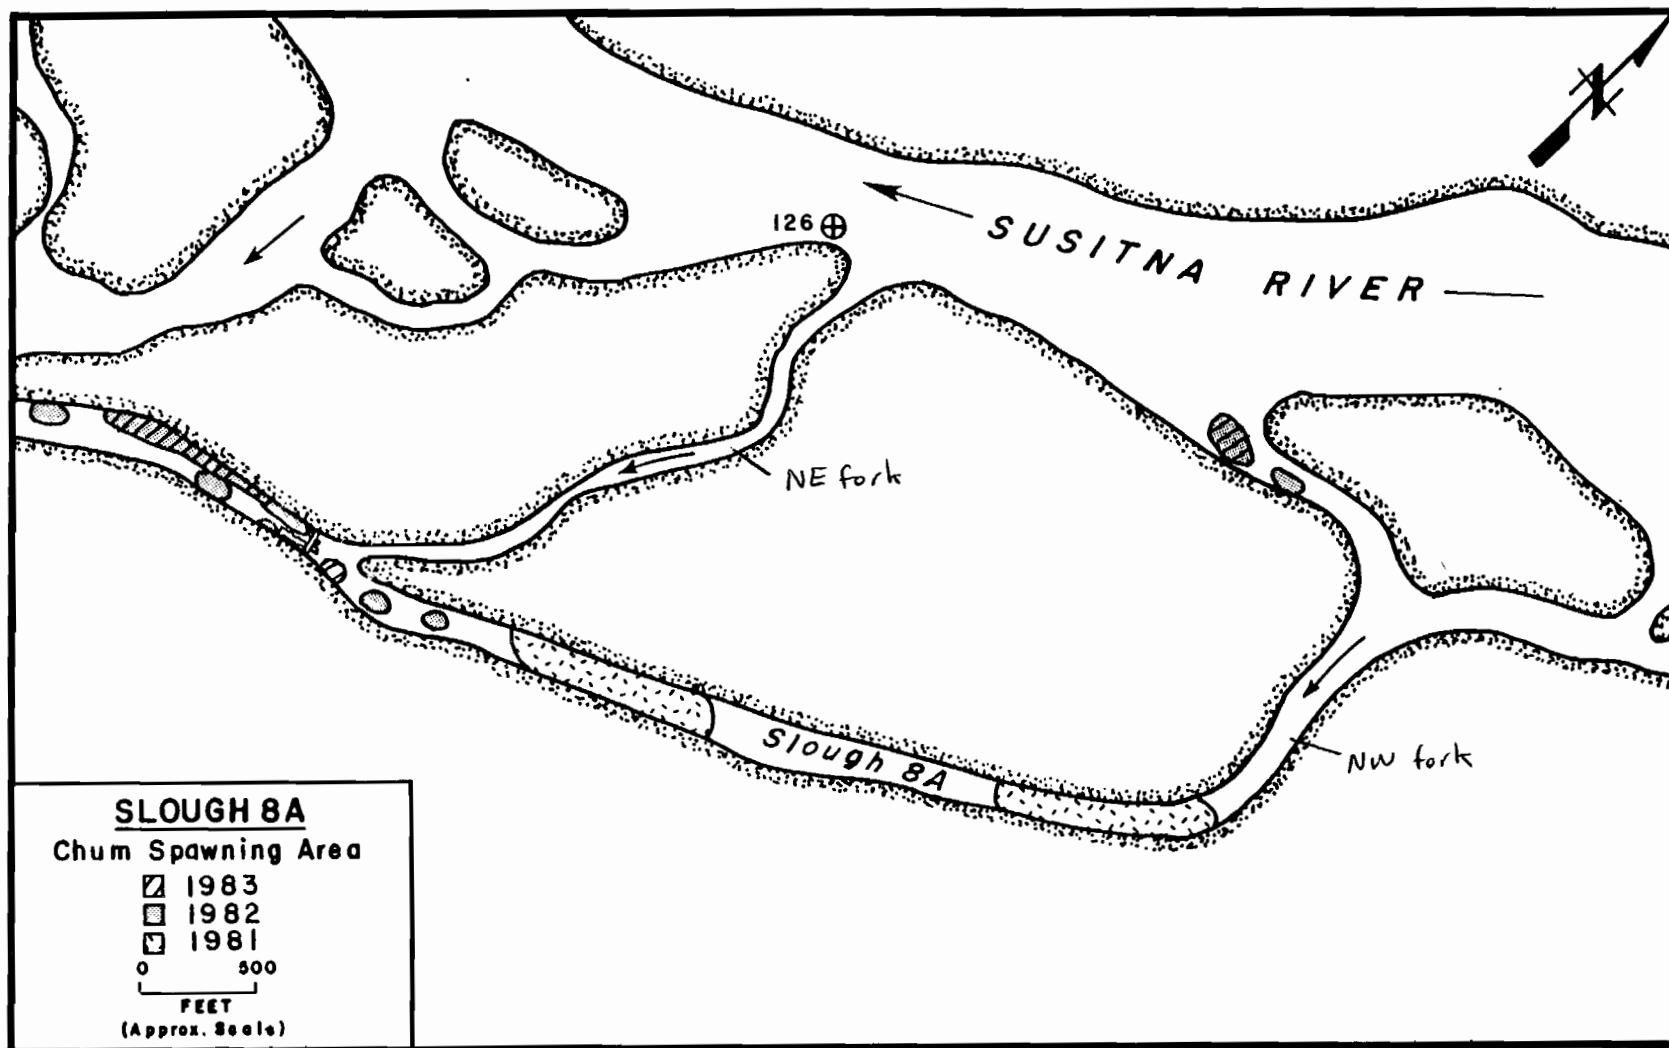 N
126
SUSITNA RIVER
NE fork
Slough 8A
NW fork
SLOUGH 8A
Chum Spawning Area
1983
1982
1981
0 500
FEET
(Approx. Scale)